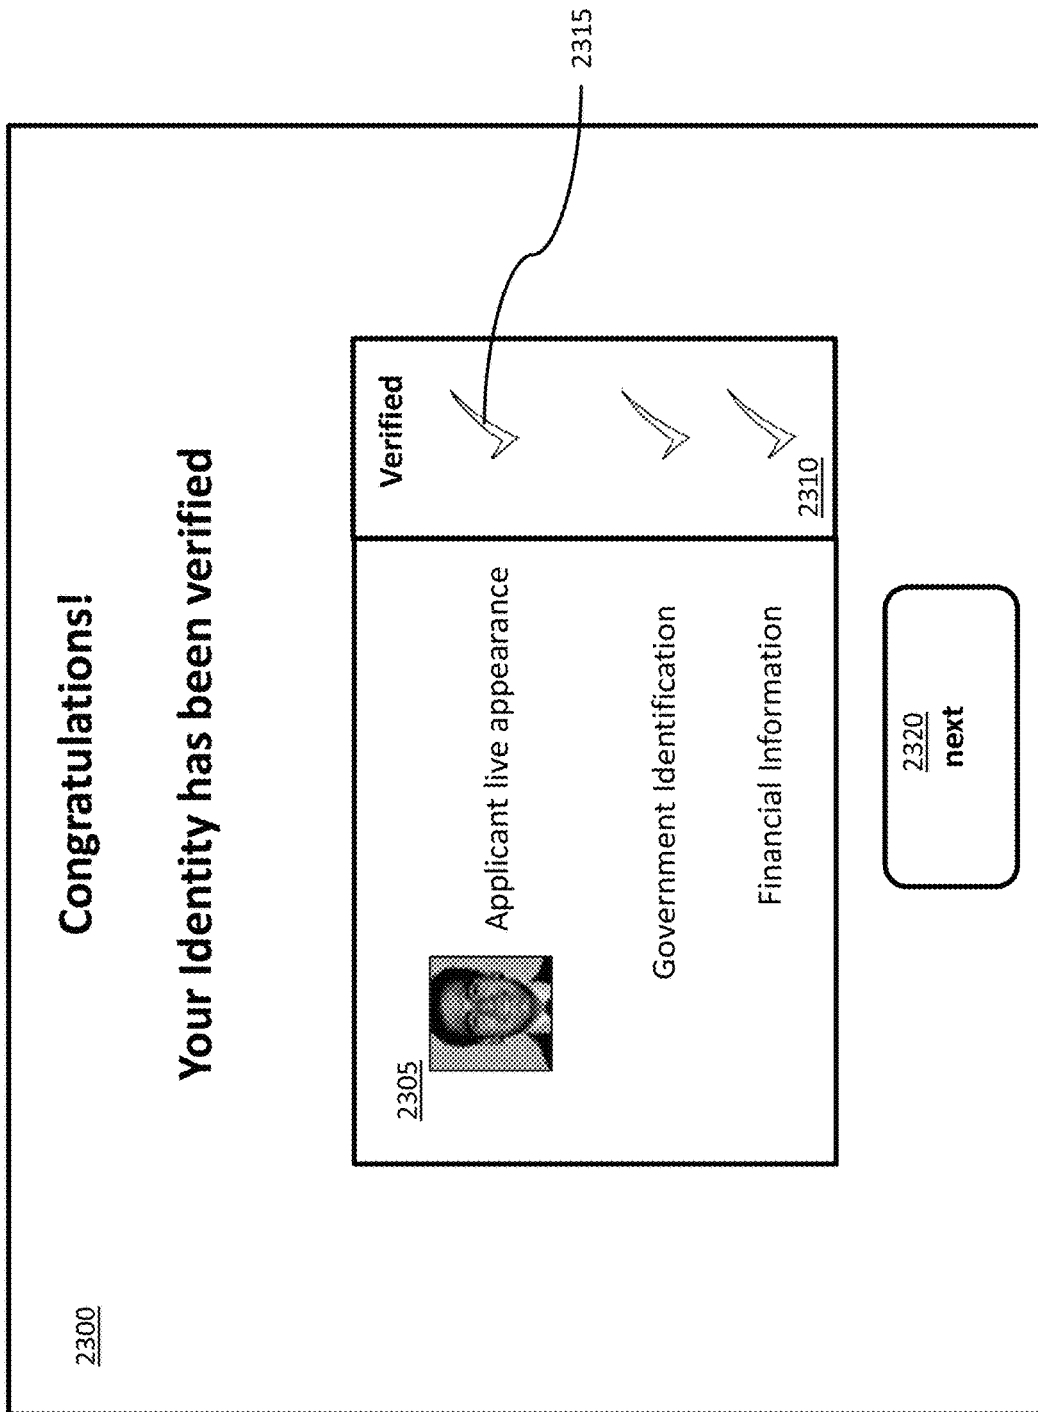 2300
Congratulations!
Your Identity has been verified
2305
Verified
Applicant live appearance
2315
Government Identification
Financial Information
2310
2320
next